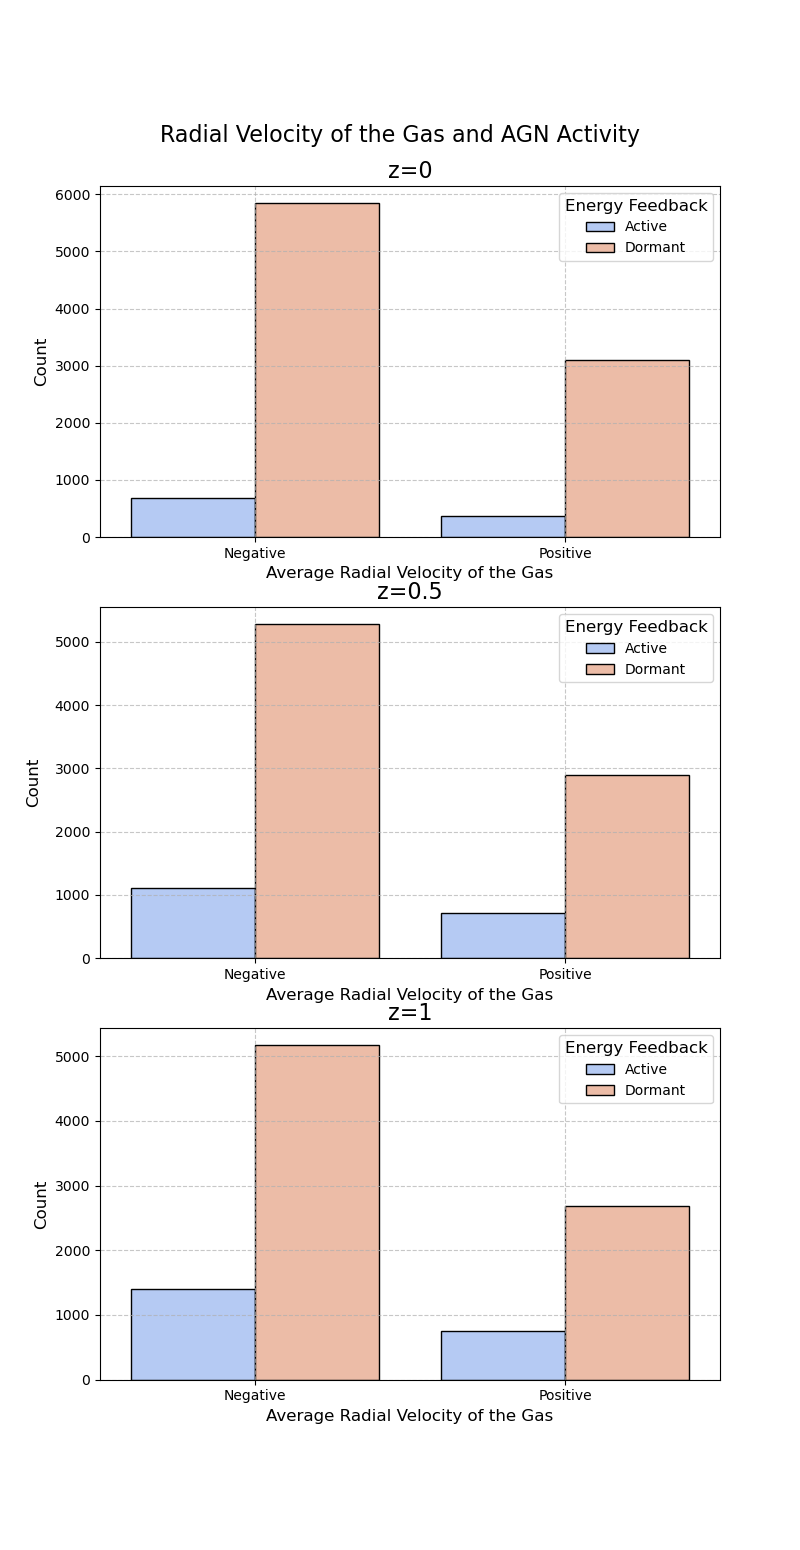 Radial Velocity of the Gas and AGN Activity
z=0
6000
5000
4000
3000
2000
1000
0
Count
Energy Feedback
Active
Dormant
Negative
Positive
Average Radial Velocity of the Gas
z=0.5
5000
4000
3000
2000
1000
0
Count
Energy Feedback
Active
Dormant
Negative
Positive
Average Radial Velocity of the Gas
z=1
5000
4000
3000
2000
1000
0
Count
Energy Feedback
Active
Dormant
Negative
Positive
Average Radial Velocity of the Gas